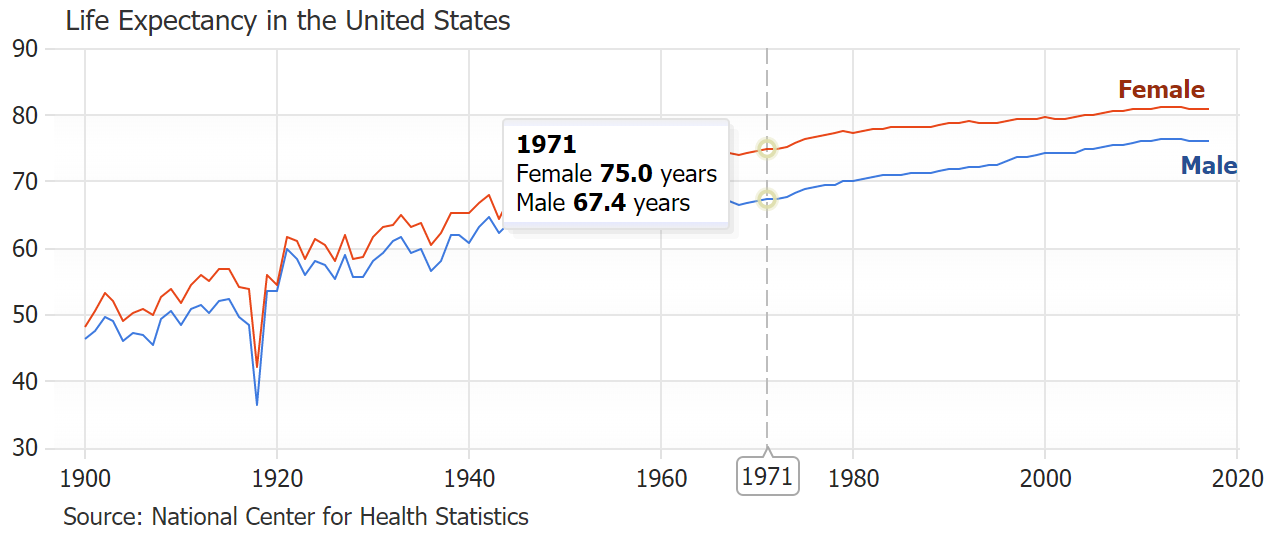 Life Expectancy in the United States
90
80
70
60
50
40
30
Female
Male
1971
Female 75.0 years
Male 67.4 years
1900 1920 1940 1960 1971 1980 2000 2020
Source: National Center for Health Statistics